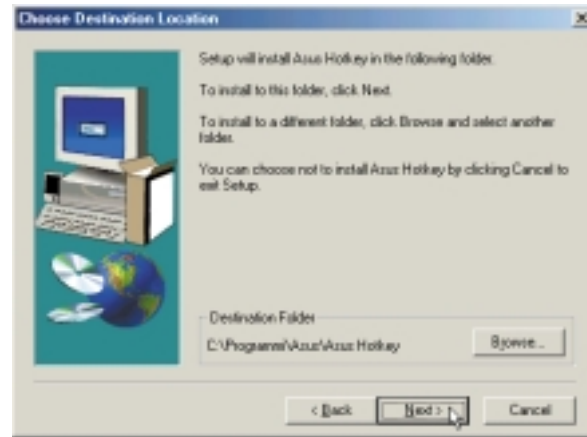 Choose Destination Location
Setup will install Asus Hotkey in the following folder.
To install to this folder, click Next.
To install to a different folder, click Browse and select another
folder.
You can choose not to install Asus Hotkey by clicking Cancel to
exit Setup.
Destination Folder
C:\Programmi\Asus\Asus Hotkey
Browse...
< Back
Next >
Cancel